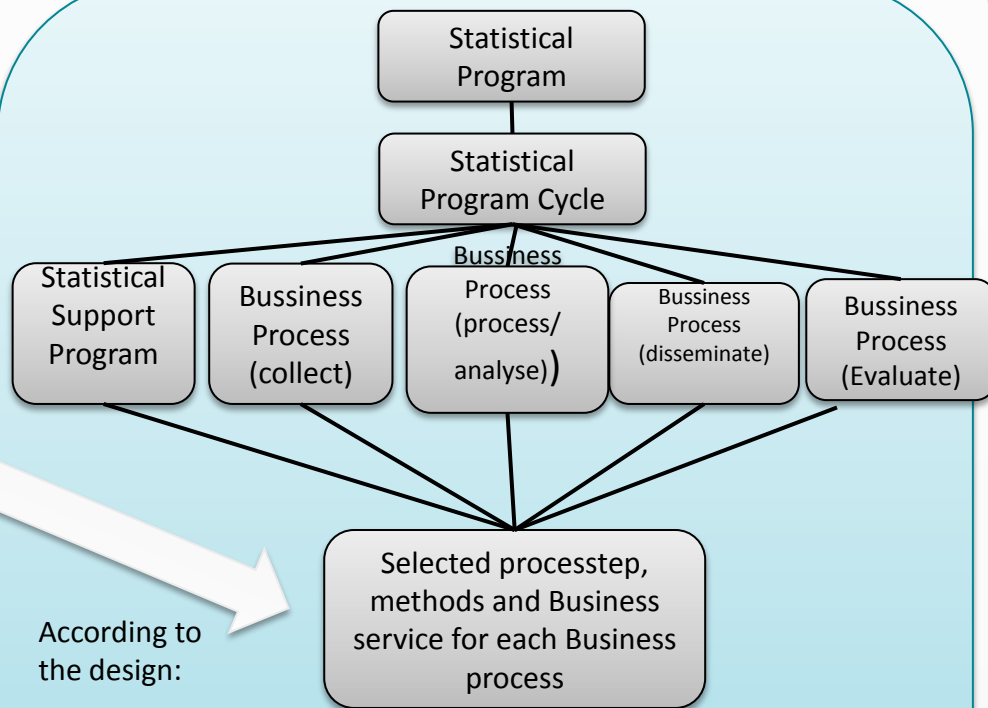 Statistical
Program
Statistical
Program Cycle
Statistical
Support
Program
Bussiness
Process
(collect)
Bussiness
Process
(process/
analyse))
Bussiness
Process
(disseminate)
Bussiness
Process
(Evaluate)
According to
the design:
Selected processtep,
methods and Business
service for each Business
process